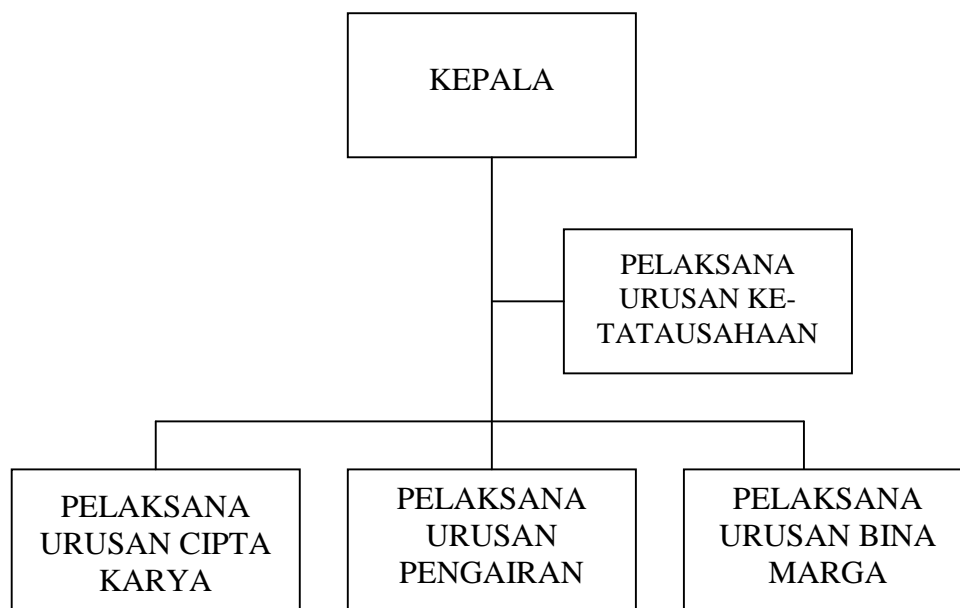 KEPALA
PELAKSANA
URUSAN KE-
TATAUSAHAAN
PELAKSANA
URUSAN CIPTA
KARYA
PELAKSANA
URUSAN
PENGAIRAN
PELAKSANA
URUSAN BINA
MARGA